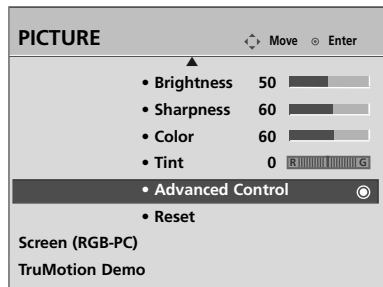 PICTURE Move Enter
• Brightness 50
• Sharpness 60
• Color 60
• Tint 0 R G
• Advanced Control
• Reset
Screen (RGB-PC)
TruMotion Demo